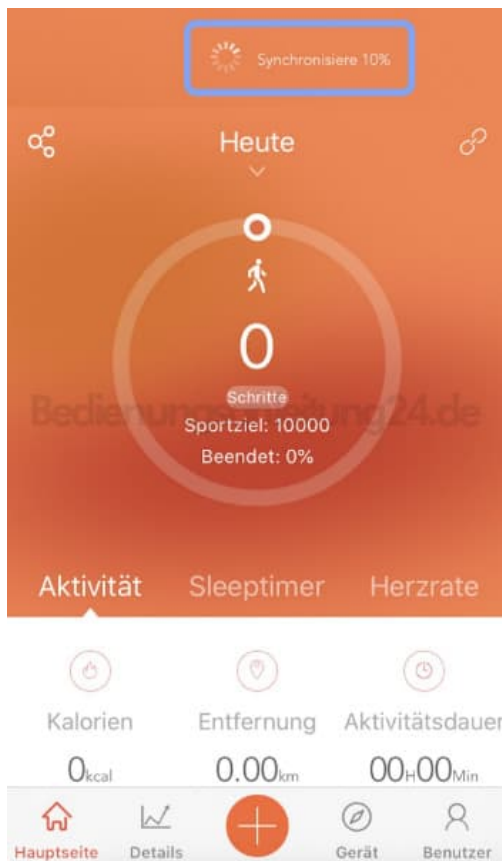 Synchronisiere 10%
Heute
0
Schritte
Bedienungsanleitung24.de
Sportziel: 10000
Beendet: 0%
Aktivität Sleeptimer Herzrate
Kalorien Entfernung Aktivitätsdauer
0kcal 0.00km 00H00Min
Hauptseite Details Gerät Benutzer